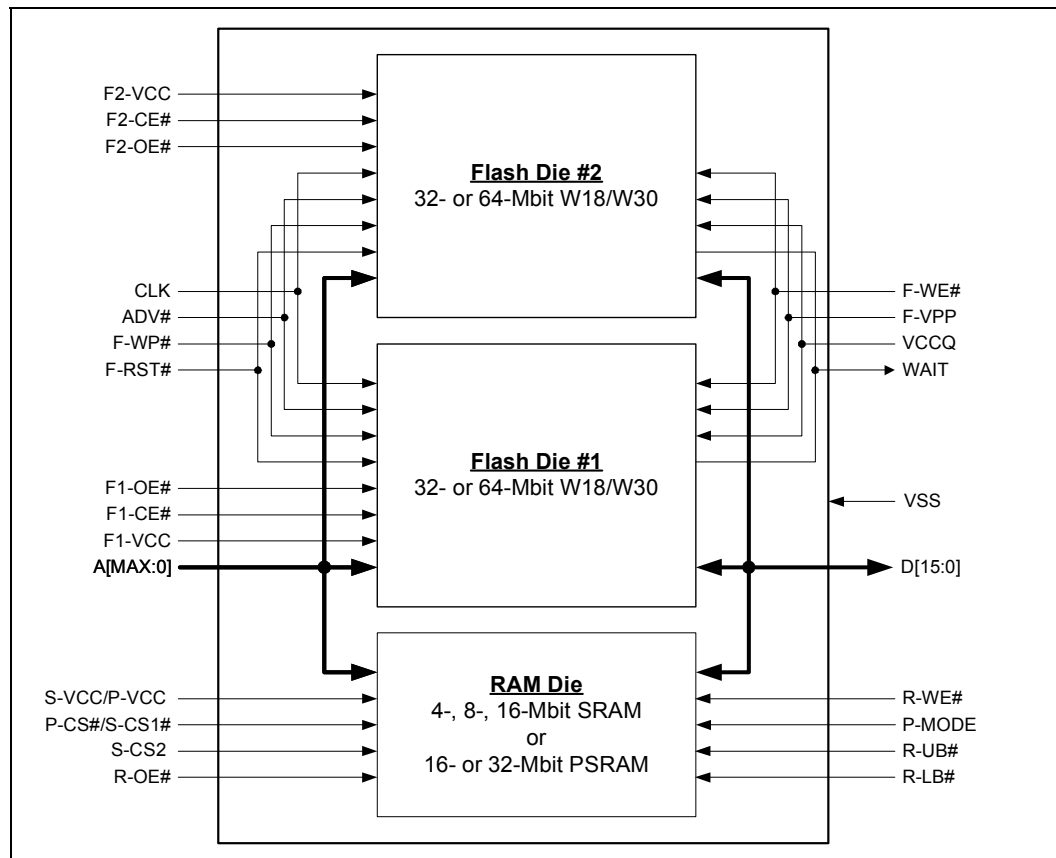 F2-VCC
F2-CE#
F2-OE#
Flash Die #2
32- or 64-Mbit W18/W30
CLK
ADV#
F-WP#
F-RST#
F-WE#
F-VPP
VCCQ
WAIT
Flash Die #1
32- or 64-Mbit W18/W30
F1-OE#
F1-CE#
F1-VCC
A[MAX:0]
VSS
D[15:0]
RAM Die
4-, 8-, 16-Mbit SRAM
or
16- or 32-Mbit PSRAM
S-VCC/P-VCC
P-CS#/S-CS1#
S-CS2
R-OE#
R-WE#
P-MODE
R-UB#
R-LB#